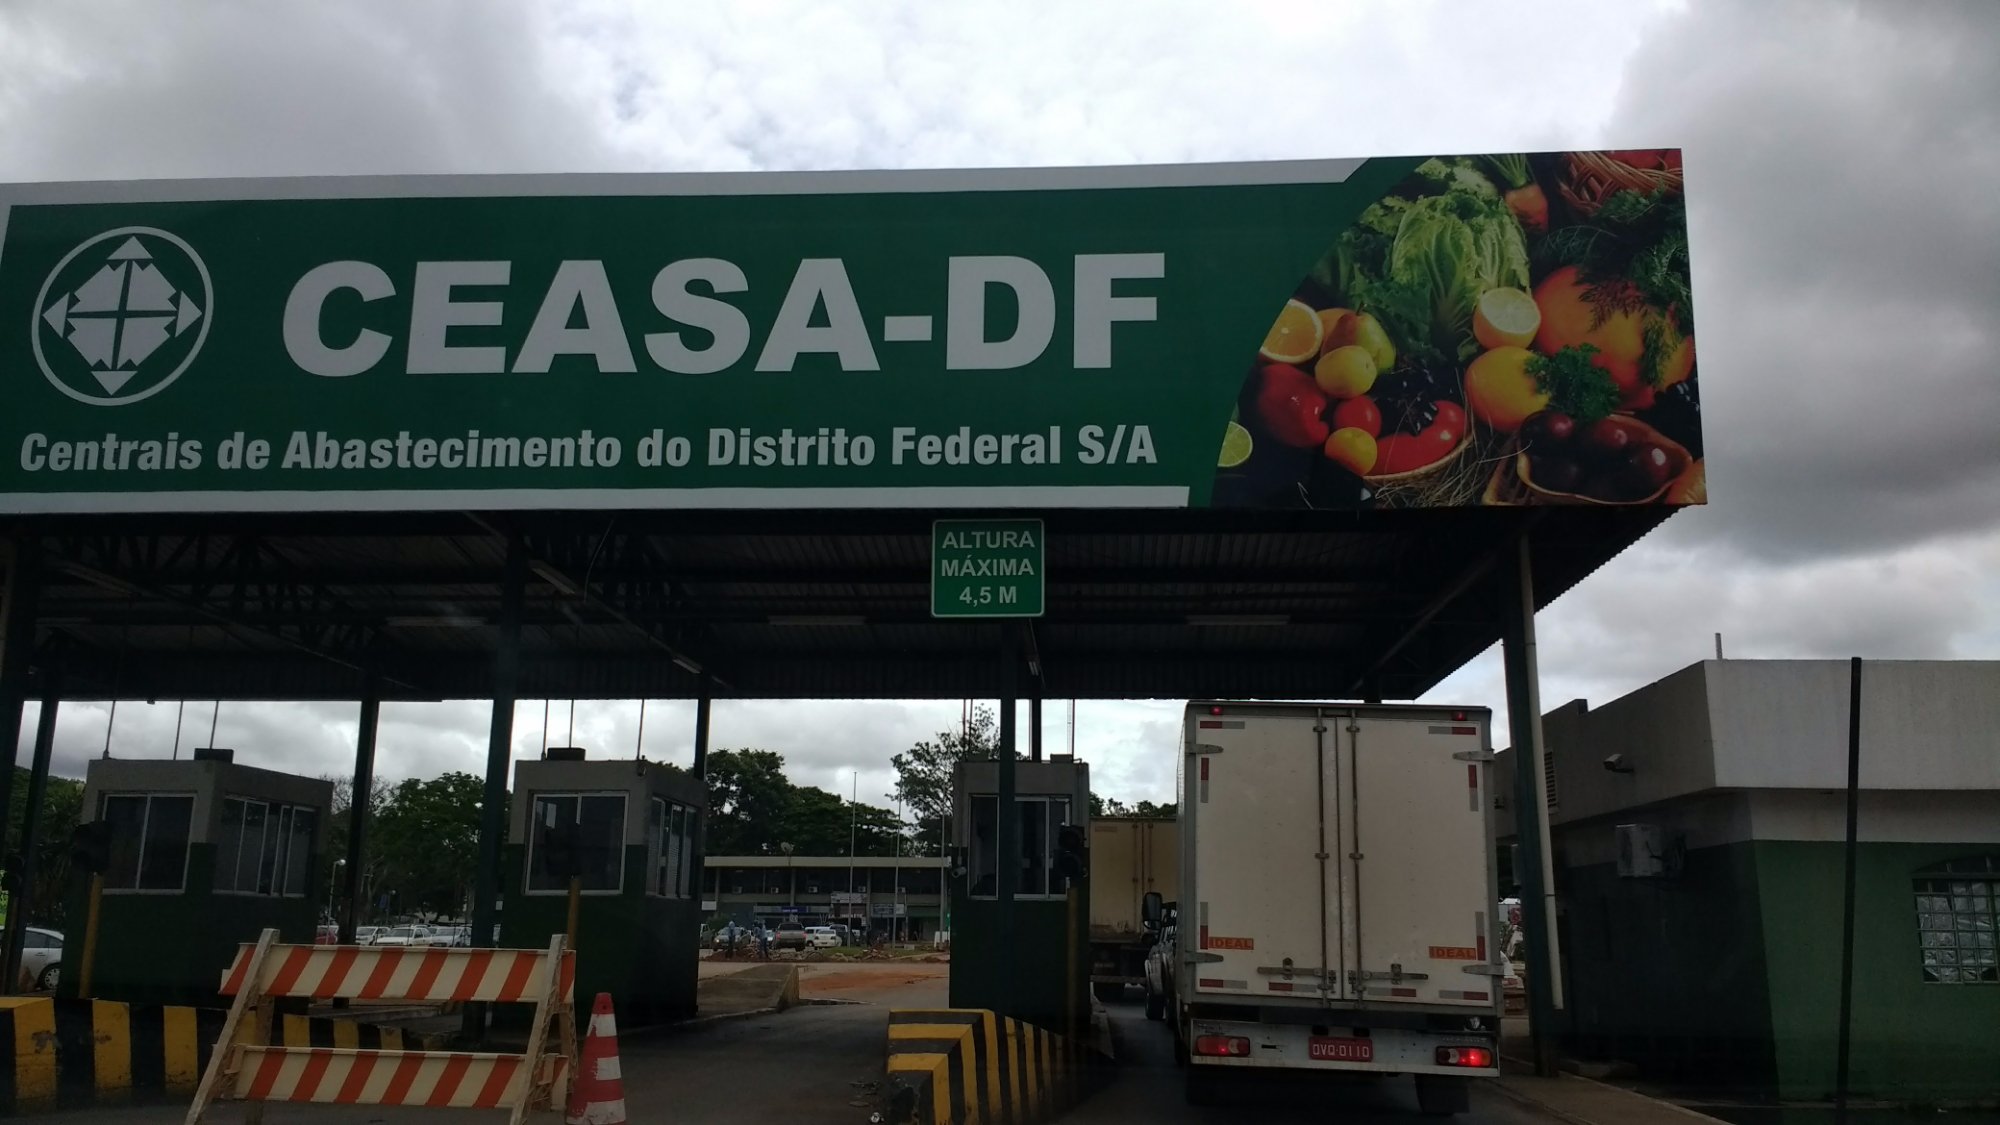 CEASA-DF
Centrais de Abastecimento do Distrito Federal S/A
ALTURA
MÁXIMA
4,5 M
IDEAL
IDEAL
OVQ-0110